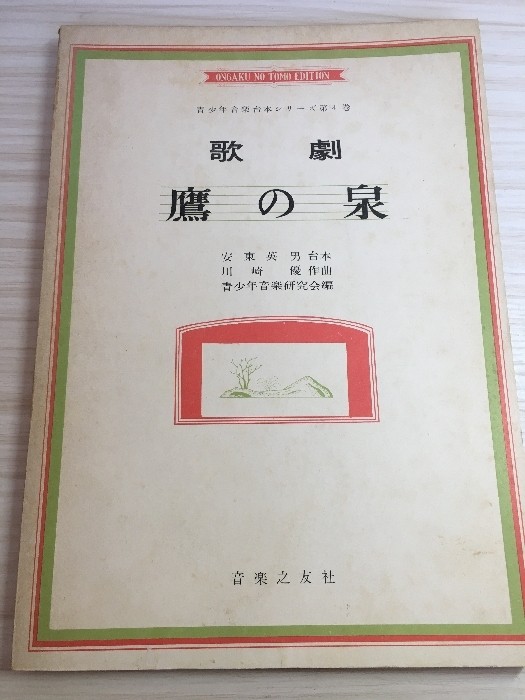 ONGAKU NO TOMO EDITION
青少年音楽台本シリーズ第4巻
歌劇
鷹の泉
安東英男台本
川崎優作曲
青少年音楽研究会編
音楽之友社